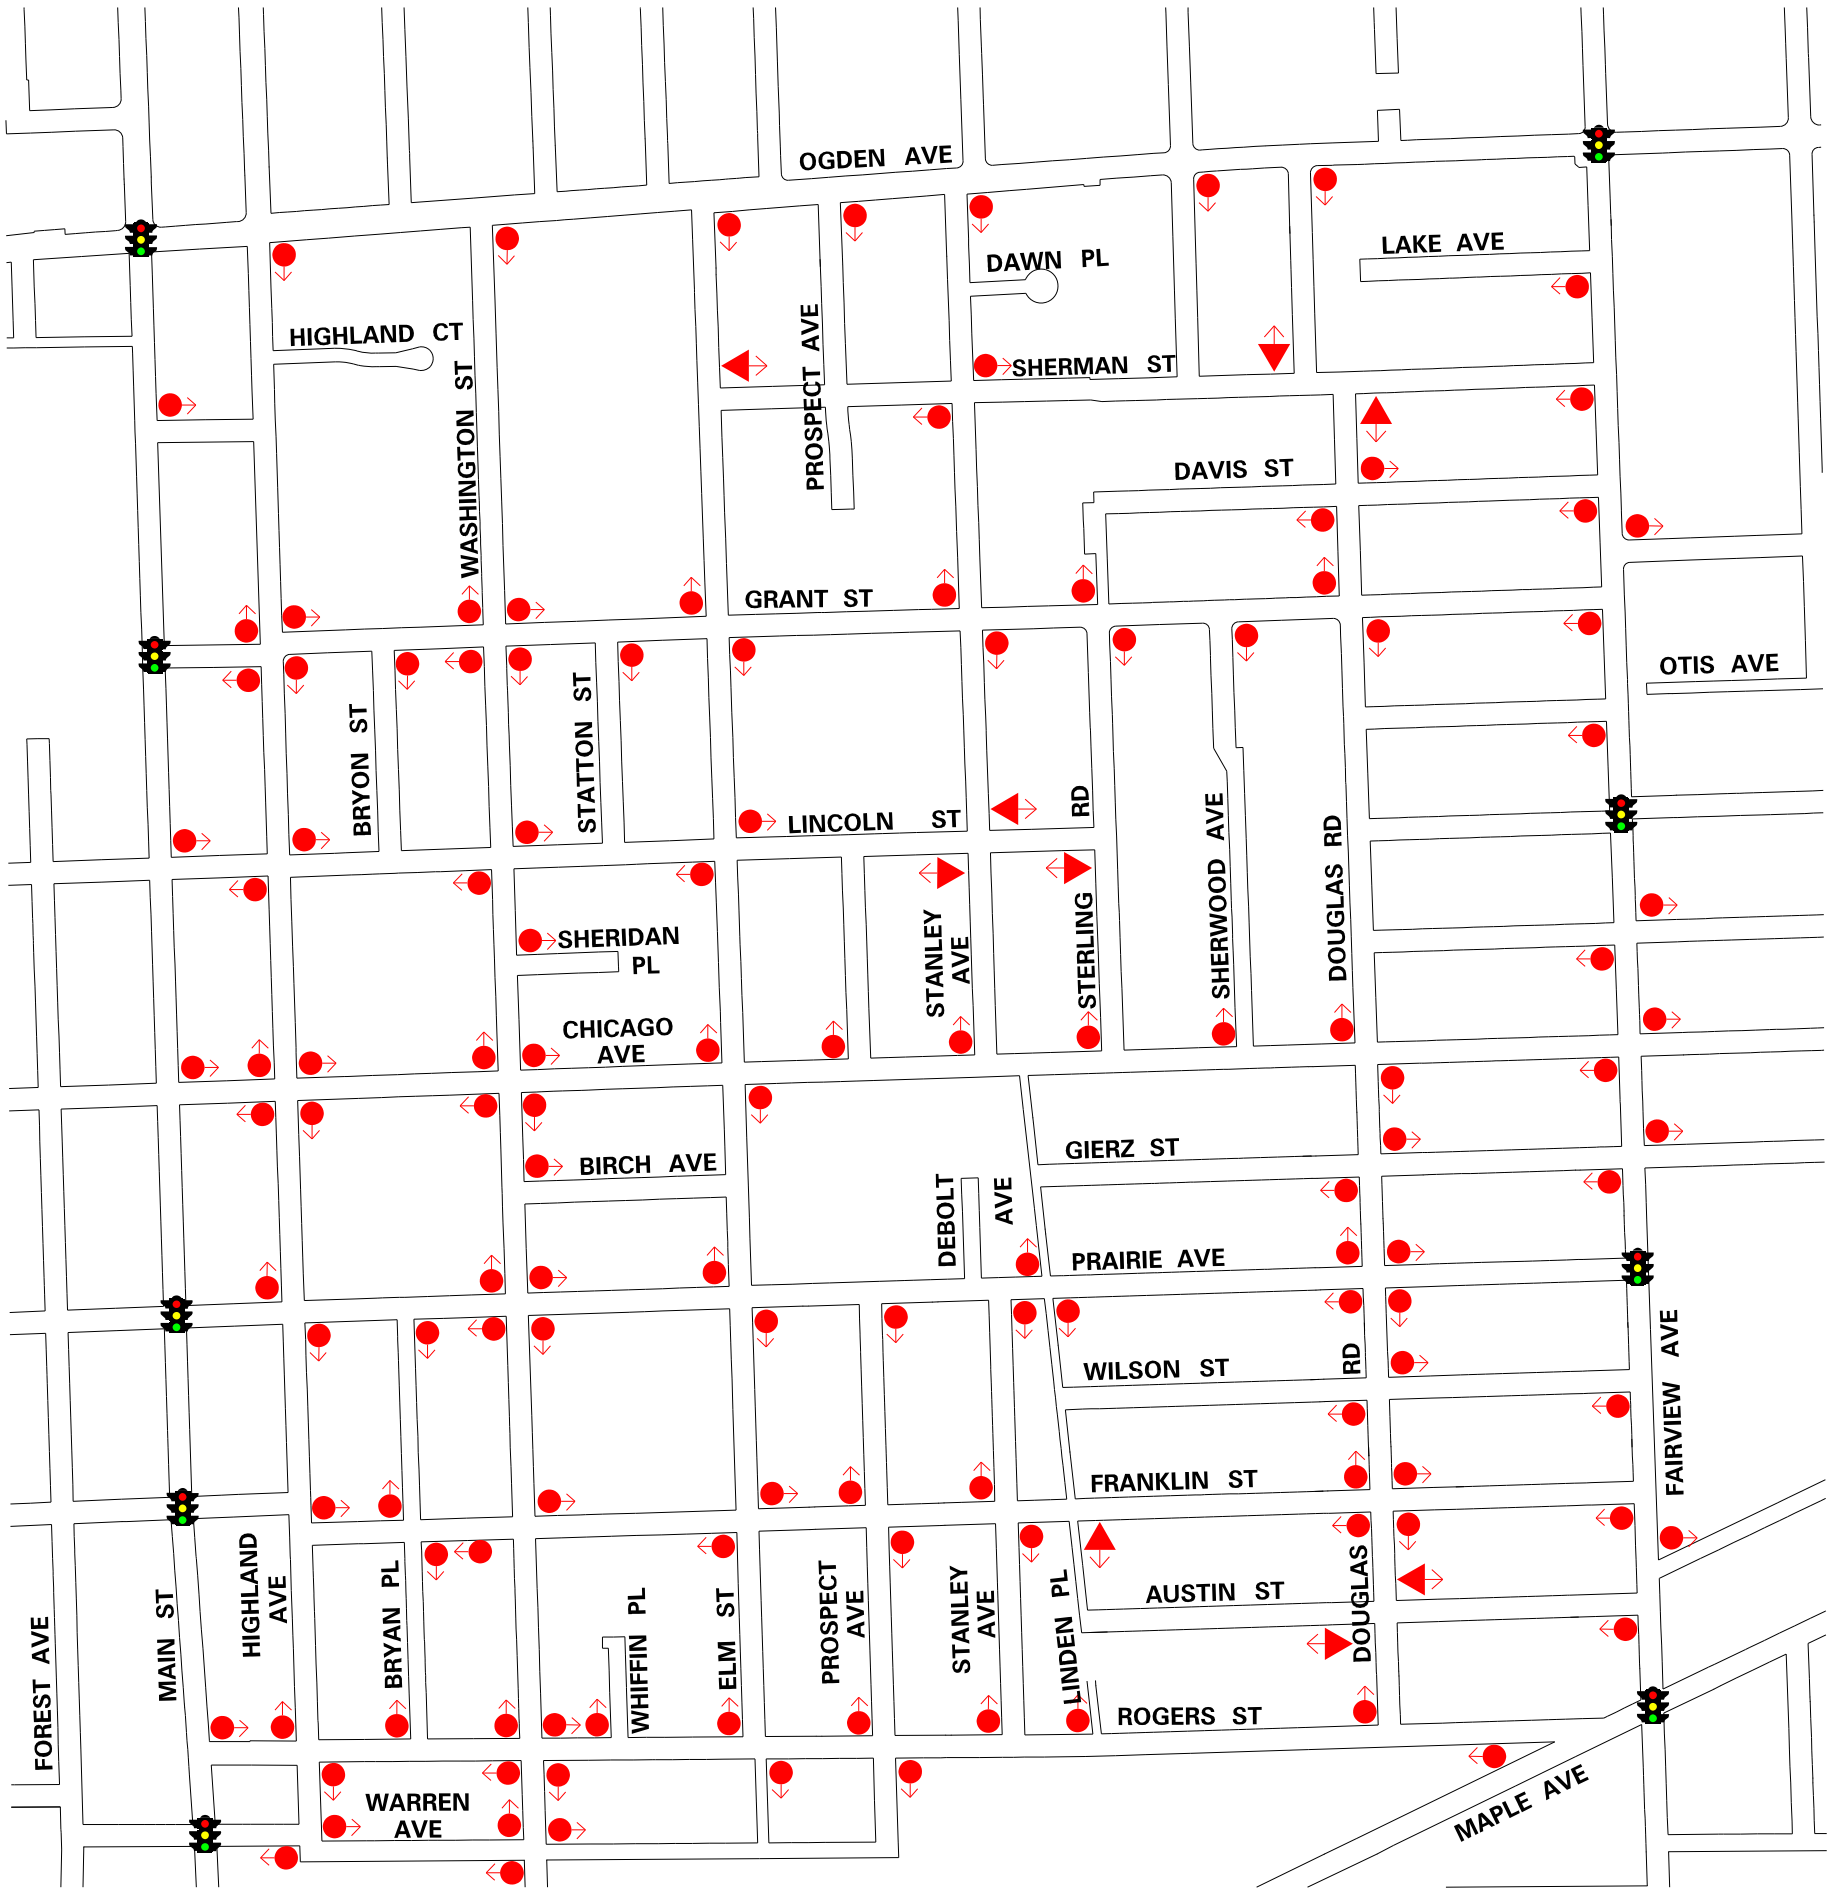 OGDEN AVE
LAKE AVE
DAWN PL
HIGHLAND CT
SHERMAN ST
PROSPECT AVE
WASHINGTON ST
DAVIS ST
GRANT ST
OTIS AVE
BRYON ST
STATTON ST
LINCOLN ST
STERLING RD
SHERWOOD AVE
DOUGLAS RD
STANLEY
AVE
SHERIDAN
PL
CHICAGO
AVE
GIERZ ST
BIRCH AVE
DEBOLT
AVE
PRAIRIE AVE
WILSON ST
DOUGLAS RD
FAIRVIEW AVE
FRANKLIN ST
AUSTIN ST
HIGHLAND
AVE
MAIN ST
FOREST AVE
BRYAN PL
WHIFFIN PL
ELM ST
PROSPECT
AVE
STANLEY
AVE
LINDEN PL
ROGERS ST
WARREN
AVE
MAPLE AVE